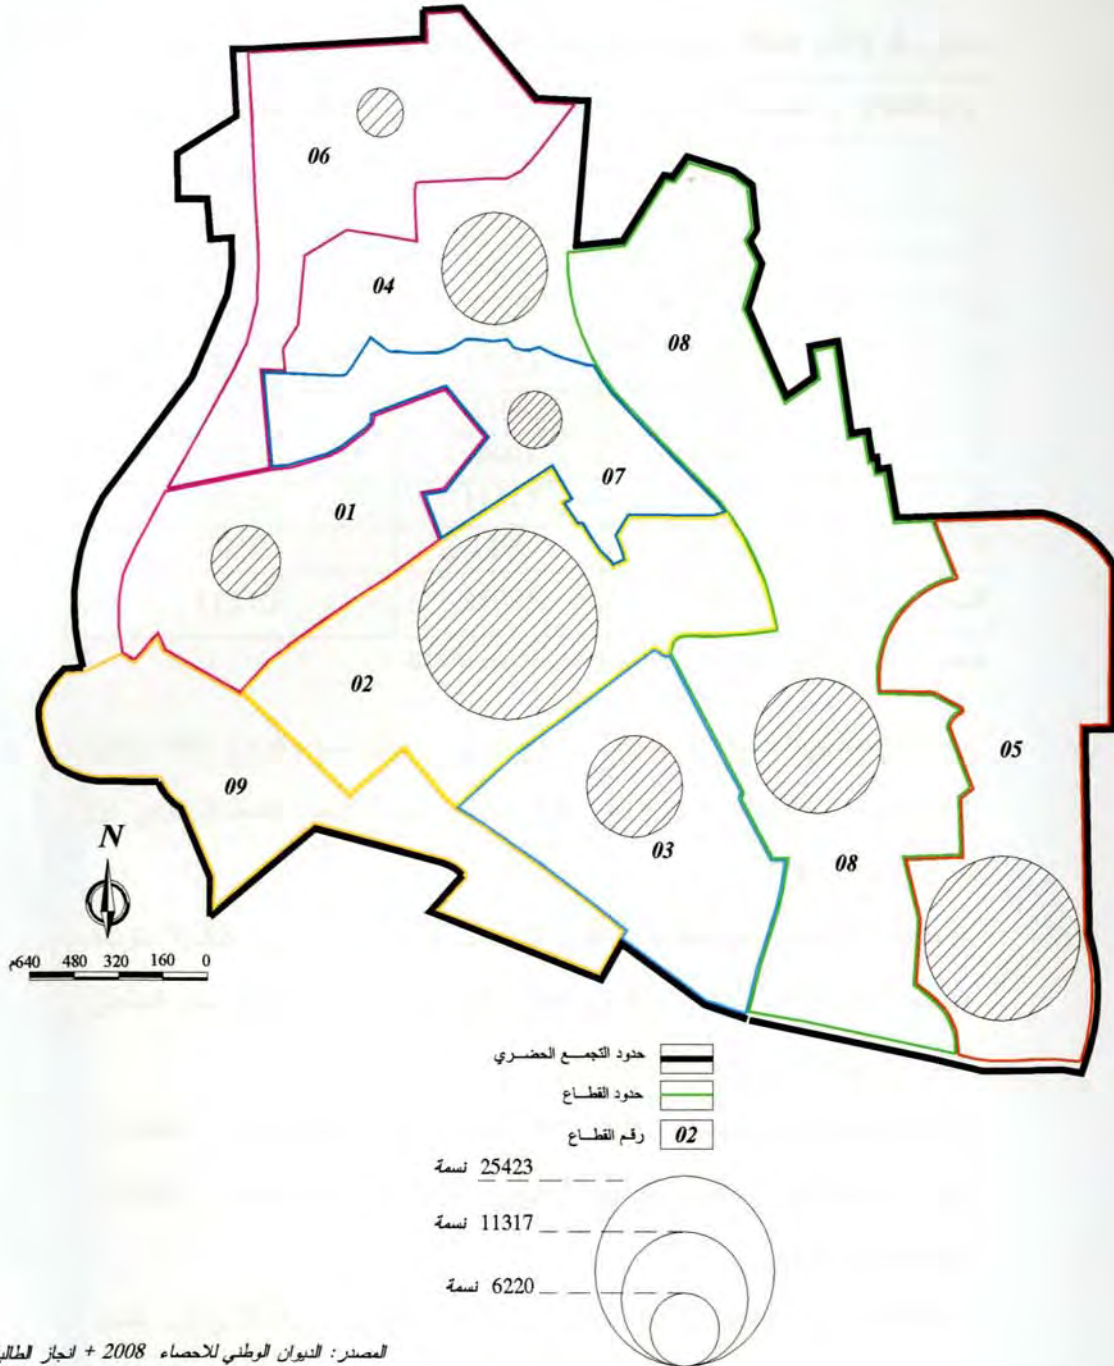 06
04
08
07
01
02
05
09
03
08
N
م640 480 320 160 0
حدود التجمع الحضري
حدود القطاع
02 رقم القطاع
25423 نسمة
11317 نسمة
6220 نسمة
المصدر: الديوان الوطني للاحصاء 2008 + انجاز